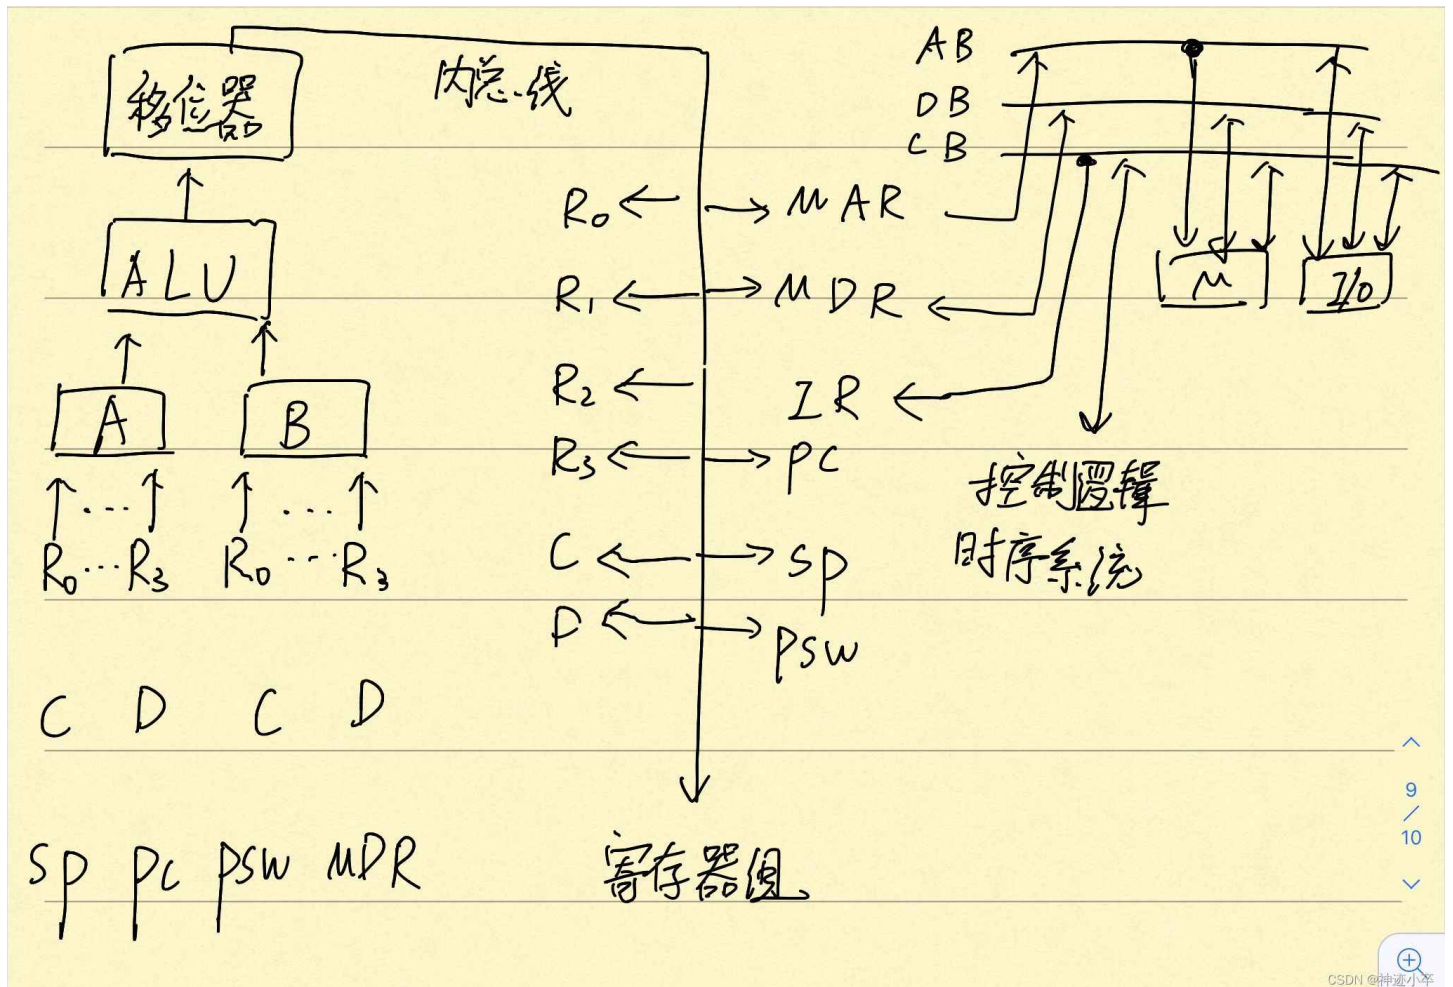 移位器
内总线
ALU
A B
R0 ... R3 R0 ... R3
... ...
C D C D
SP PC PSW MDR
R0
R1
R2
R3
C
D
MAR
MDR
IR
PC
SP
PSW
寄存器组
AB
DB
CB
M I/O
控制逻辑
时序系统
9
/
10
CSDN @神迹小卒